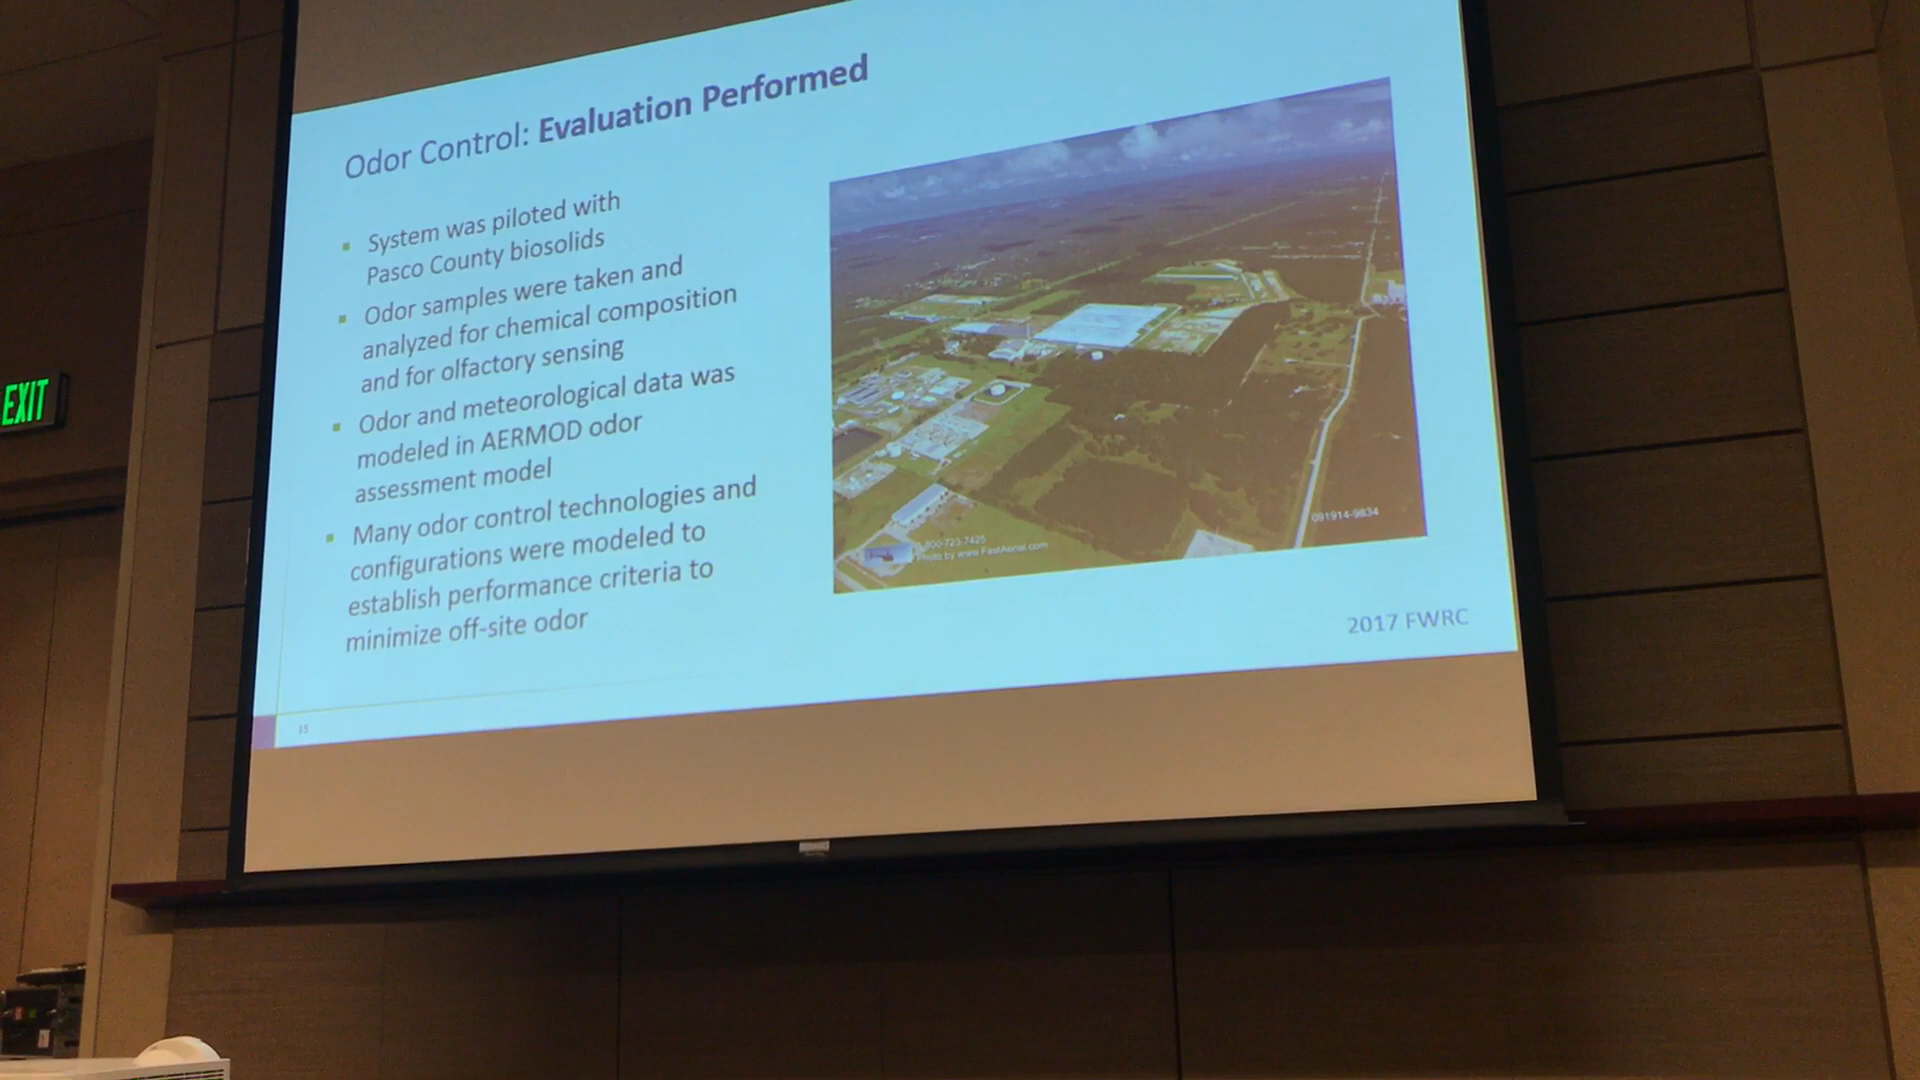 Odor Control: Evaluation Performed
System was piloted with
Pasco County biosolids
Odor samples were taken and
analyzed for chemical composition
and for olfactory sensing
Odor and meteorological data was
modeled in AERMOD odor
assessment model
Many odor control technologies and
configurations were modeled to
establish performance criteria to
minimize off-site odor
EXIT
091914-9834
1-800-723-7425
Photo by www.FastAerial.com
2017 FWRC
15